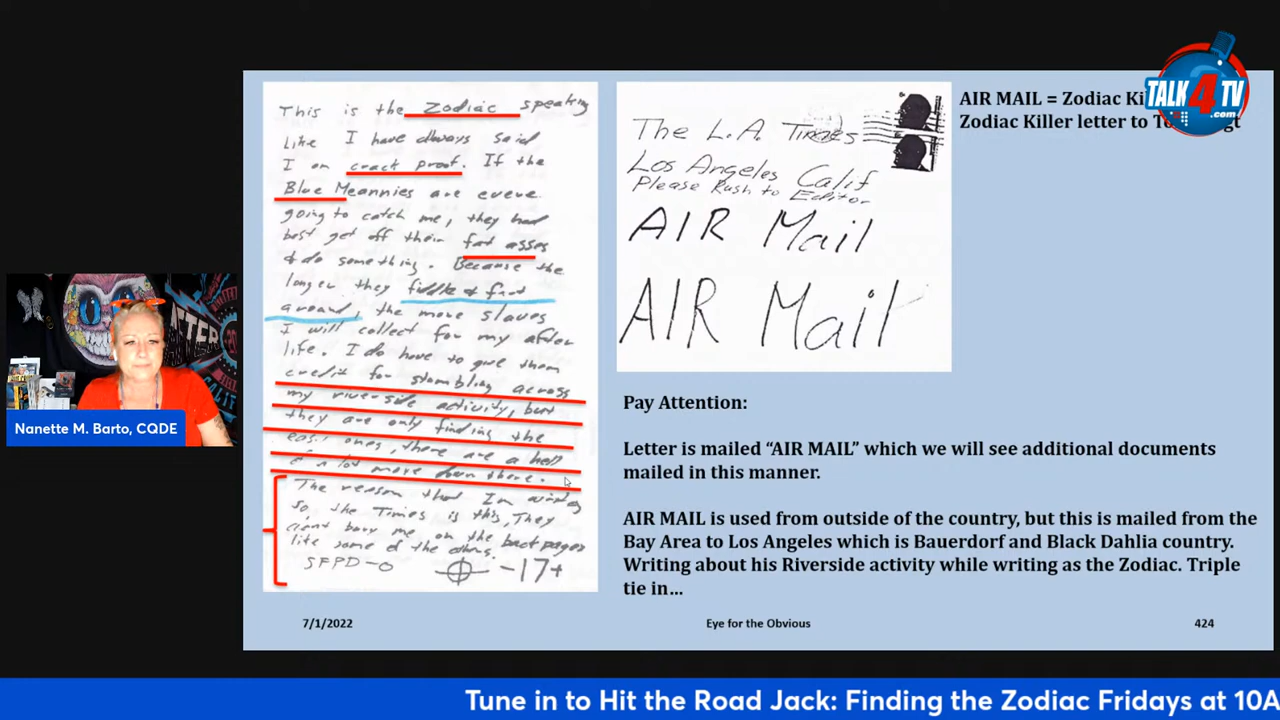 This is the Zodiac speaking
Like I have always said
I am crack proof. If the
Blue Meannies are evere
going to catch me, they had
best get off their fat asses
& do something. Because the
longer they fiddle & fart
around, the more slaves
I will collect for my after
life. I do have to give them
credit for stumbling across
my riverside activity, but
they are only finding the
easy ones, there are a hell
of a lot more down there.
The reason that Im writing
to the Times is this, They
dont bury me on the back pages
like some of the others.
SFPD-0 -17+
The L.A. Times
Los Angeles Calif
Please Rush to Editor
AIR Mail
AIR Mail
AIR MAIL = Zodiac
Zodiac Killer letter to
TALK 4 TV
.com
Nanette M. Barto, CQDE
Pay Attention:
Letter is mailed “AIR MAIL” which we will see additional documents
mailed in this manner.
AIR MAIL is used from outside of the country, but this is mailed from the
Bay Area to Los Angeles which is Bauerdorf and Black Dahlia country.
Writing about his Riverside activity while writing as the Zodiac. Triple
tie in…
7/1/2022 Eye for the Obvious 424
Tune in to Hit the Road Jack: Finding the Zodiac Fridays at 10A